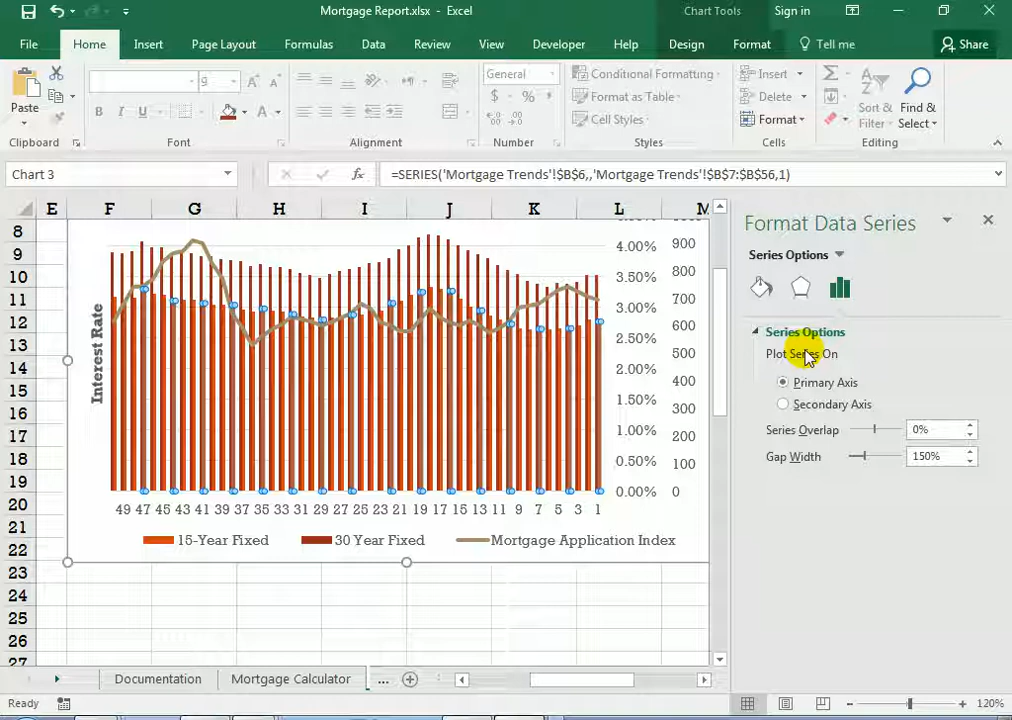 Mortgage Report.xlsx - Excel
Chart Tools
Sign in
File Home Insert Page Layout Formulas Data Review View Developer Help Design Format Tell me Share
Paste
Clipboard
9
B I U
Font
Alignment
General
$ % ,
Number
Conditional Formatting
Format as Table
Cell Styles
Styles
Insert
Delete
Format
Cells
Sort & Filter
Find & Select
Editing
Chart 3
fx
=SERIES('Mortgage Trends'!$B$6,,'Mortgage Trends'!$B$7:$B$56,1)
E F G H I J K L M
8
9
10
11
12
13
14
15
16
17
18
19
20
21
22
23
24
25
26
27
Interest Rate
4.00% 900
3.50% 800
3.00% 700
2.50% 600
2.00% 500
1.50% 400
1.00% 300
0.50% 200
0.00% 100
0
49 47 45 43 41 39 37 35 33 31 29 27 25 23 21 19 17 15 13 11 9 7 5 3 1
15-Year Fixed 30 Year Fixed Mortgage Application Index
Format Data Series
Series Options
Series Options
Plot Series On
Primary Axis
Secondary Axis
Series Overlap 0%
Gap Width 150%
Documentation Mortgage Calculator ...
Ready
120%